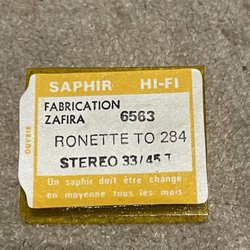 SAPHIR HI-FI
FABRICATION
ZAFIRA 6563
RONETTE TO 284
STEREO 33/45 T
Un saphir doit être changé
en moyenne tous les mois
OUVRIR